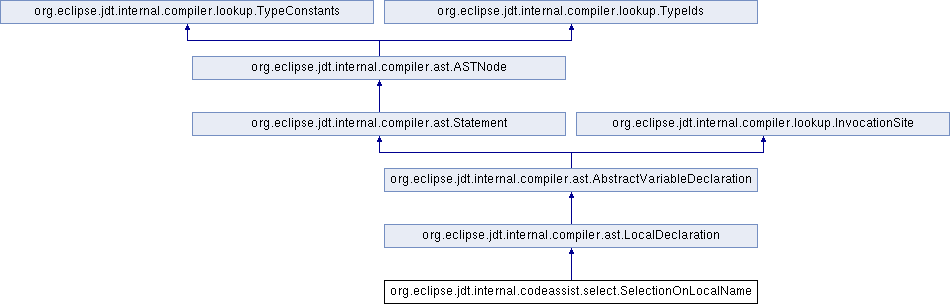 org.eclipse.jdt.internal.compiler.lookup.TypeConstants
org.eclipse.jdt.internal.compiler.lookup.TypeIds
org.eclipse.jdt.internal.compiler.ast.ASTNode
org.eclipse.jdt.internal.compiler.ast.Statement
org.eclipse.jdt.internal.compiler.lookup.InvocationSite
org.eclipse.jdt.internal.compiler.ast.AbstractVariableDeclaration
org.eclipse.jdt.internal.compiler.ast.LocalDeclaration
org.eclipse.jdt.internal.codeassist.select.SelectionOnLocalName